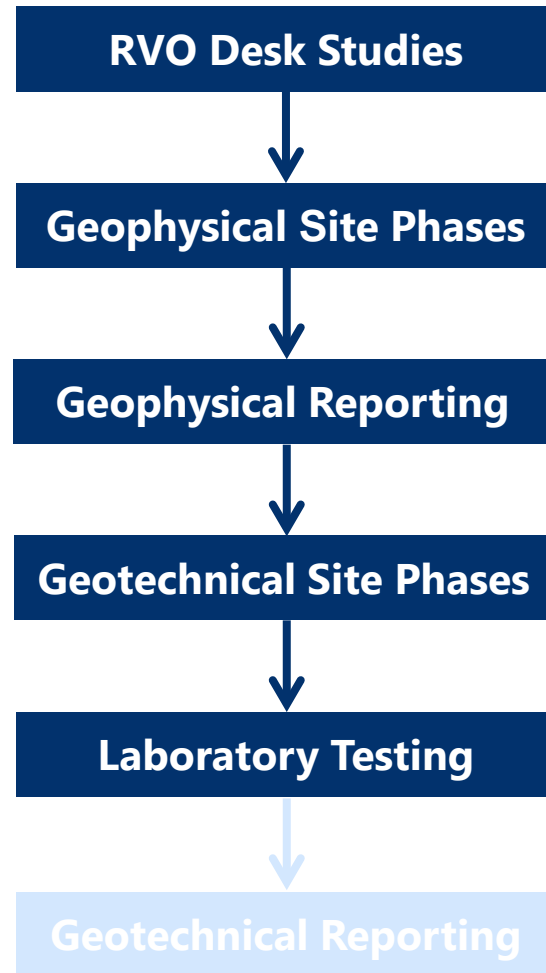 RVO Desk Studies
Geophysical Site Phases
Geophysical Reporting
Geotechnical Site Phases
Laboratory Testing
Geotechnical Reporting